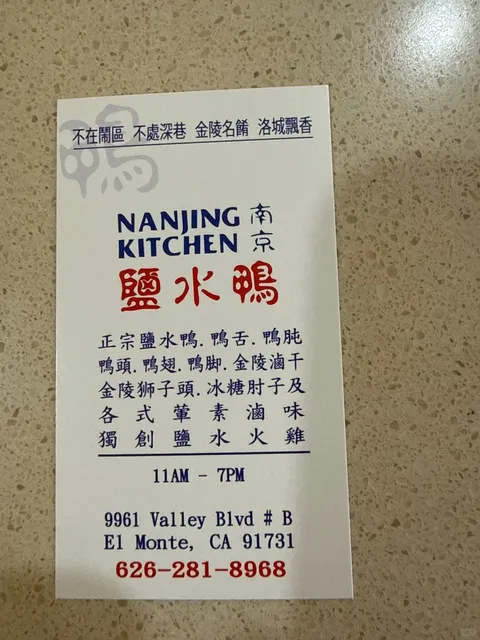 鴨
不在鬧區 不處深巷 金陵名餚 洛城飄香
NANJING 南
KITCHEN 京
鹽水鴨
正宗鹽水鴨.鴨舌.鴨肫
鴨頭.鴨翅.鴨脚.金陵滷干
金陵狮子頭.冰糖肘子及
各式葷素滷味
獨創鹽水火雞
11AM - 7PM
9961 Valley Blvd # B
El Monte, CA 91731
626-281-8968